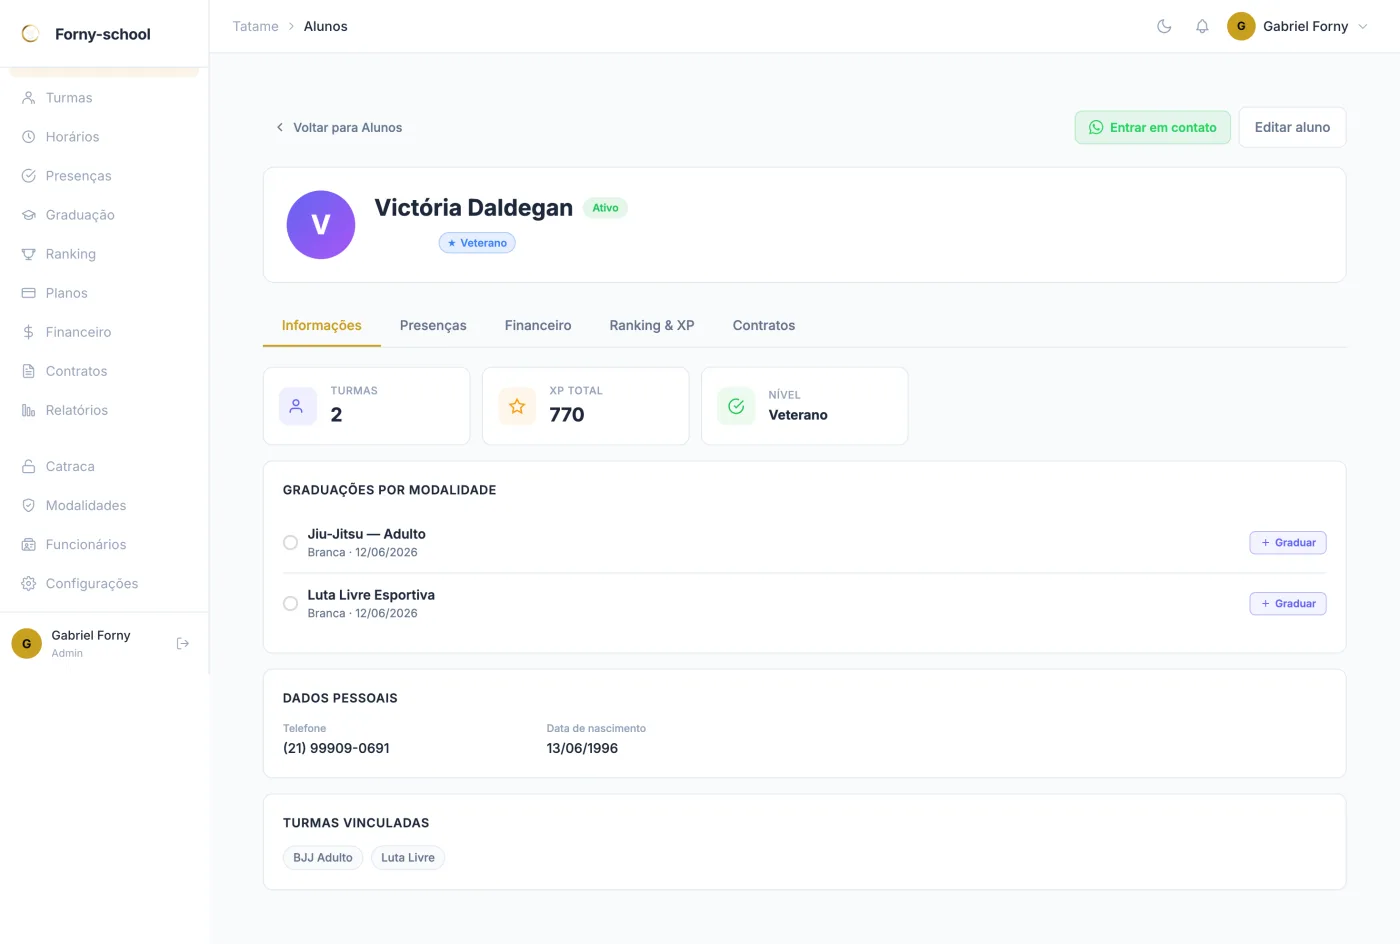 Forny-school
Tatame > Alunos
G Gabriel Forny
Turmas
Horários
Presenças
Graduação
Ranking
Planos
Financeiro
Contratos
Relatórios
Catraca
Modalidades
Funcionários
Configurações
G Gabriel Forny
Admin
Voltar para Alunos
Entrar em contato
Editar aluno
V
Victória Daldegan Ativo
★ Veterano
Informações Presenças Financeiro Ranking & XP Contratos
TURMAS
2
XP TOTAL
770
NÍVEL
Veterano
GRADUAÇÕES POR MODALIDADE
Jiu-Jitsu — Adulto
Branca · 12/06/2026
+ Graduar
Luta Livre Esportiva
Branca · 12/06/2026
+ Graduar
DADOS PESSOAIS
Telefone
(21) 99909-0691
Data de nascimento
13/06/1996
TURMAS VINCULADAS
BJJ Adulto Luta Livre